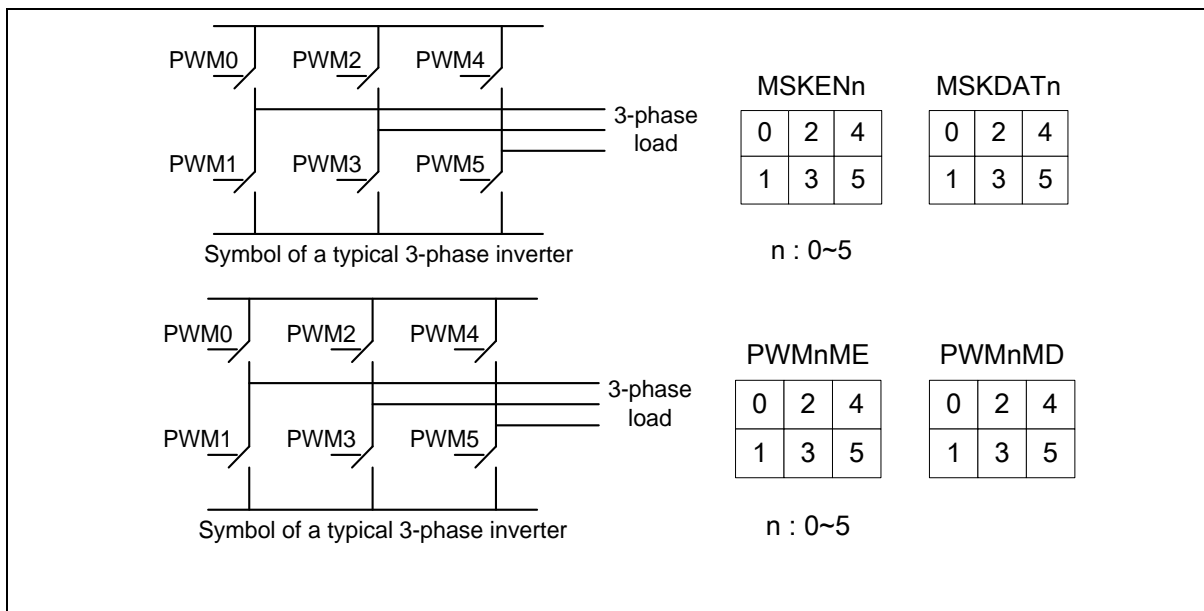 PWM0 PWM2 PWM4
MSKENn MSKDATn
0 2 4 0 2 4
3-phase
load
PWM1 PWM3 PWM5
1 3 5 1 3 5
Symbol of a typical 3-phase inverter
n : 0~5
PWM0 PWM2 PWM4
PWMnME PWMnMD
3-phase
load
0 2 4 0 2 4
PWM1 PWM3 PWM5
1 3 5 1 3 5
Symbol of a typical 3-phase inverter
n : 0~5